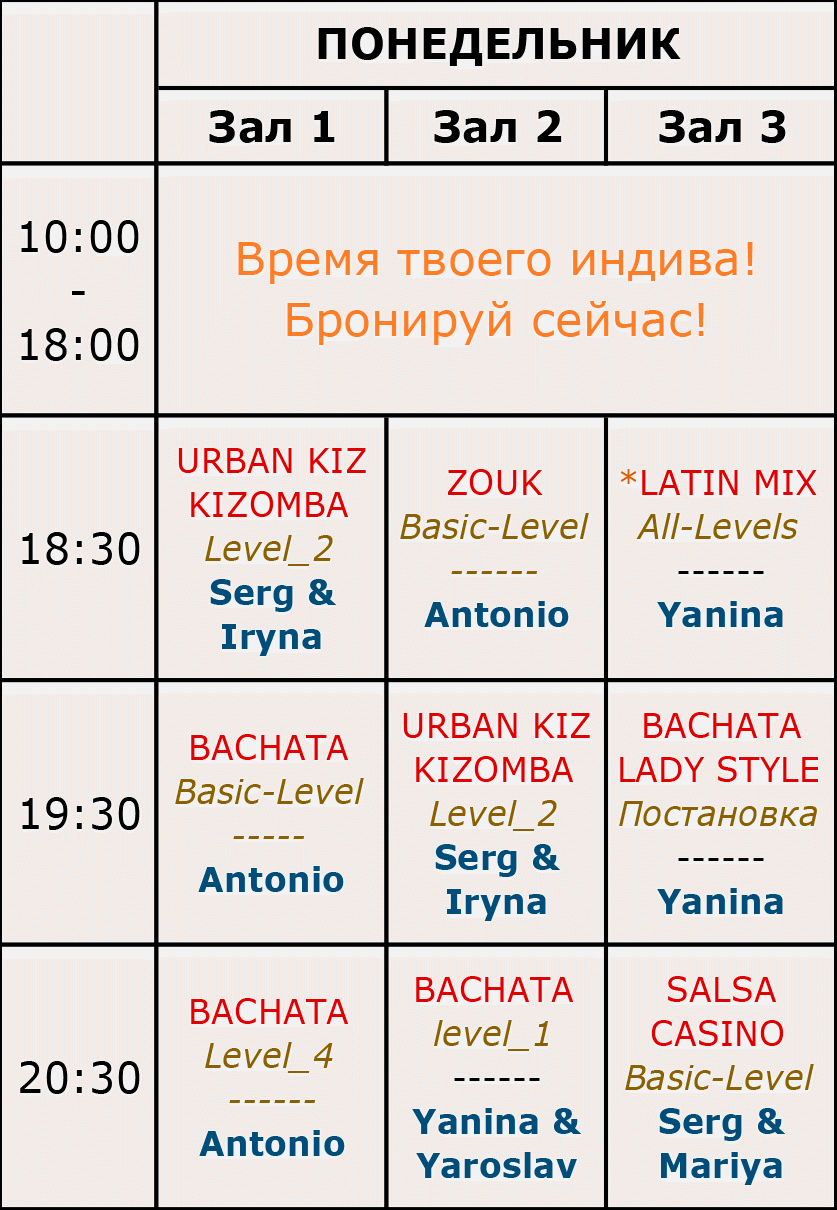 ПОНЕДЕЛЬНИК
Зал 1
Зал 2
Зал 3
10:00
-
18:00
Время твоего индива!
Бронируй сейчас!
18:30
URBAN KIZ
KIZOMBA
Level_2
Serg &
Iryna
ZOUK
Basic-Level
------
Antonio
*LATIN MIX
All-Levels
------
Yanina
19:30
BACHATA
Basic-Level
-----
Antonio
URBAN KIZ
KIZOMBA
Level_2
Serg &
Iryna
BACHATA
LADY STYLE
Постановка
------
Yanina
20:30
BACHATA
Level_4
------
Antonio
BACHATA
level_1
------
Yanina &
Yaroslav
SALSA
CASINO
Basic-Level
Serg &
Mariya